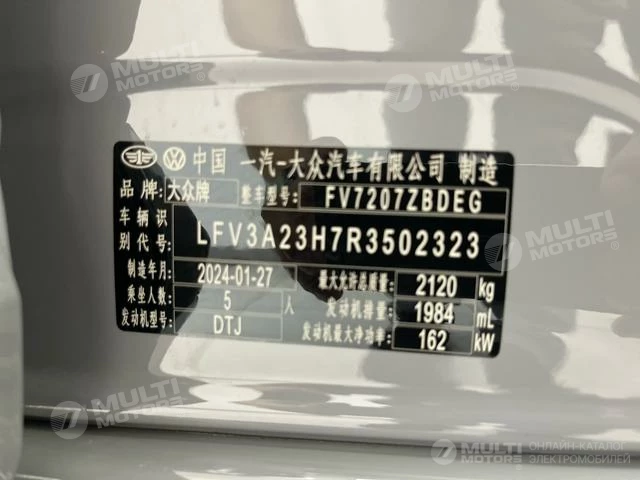 MULTI MOTORS®
MULTI MOTORS®
MULTI MOTORS®
中国 一汽-大众汽车有限公司 制造
品牌: 大众牌 整车型号: FV7207ZBDEG
车辆识别代号: LFV3A23H7R3502323
制造年月: 2024-01-27 最大允许总质量: 2120 kg
乘坐人数: 5 人 发动机排量: 1984 mL
发动机型号: DTJ 发动机最大净功率: 162 kW
MULTI MOTORS®
MULTI MOTORS®
MULTI MOTORS®
MULTI MOTORS
ОНЛАЙН-КАТАЛОГ
ЭЛЕКТРОМОБИЛЕЙ